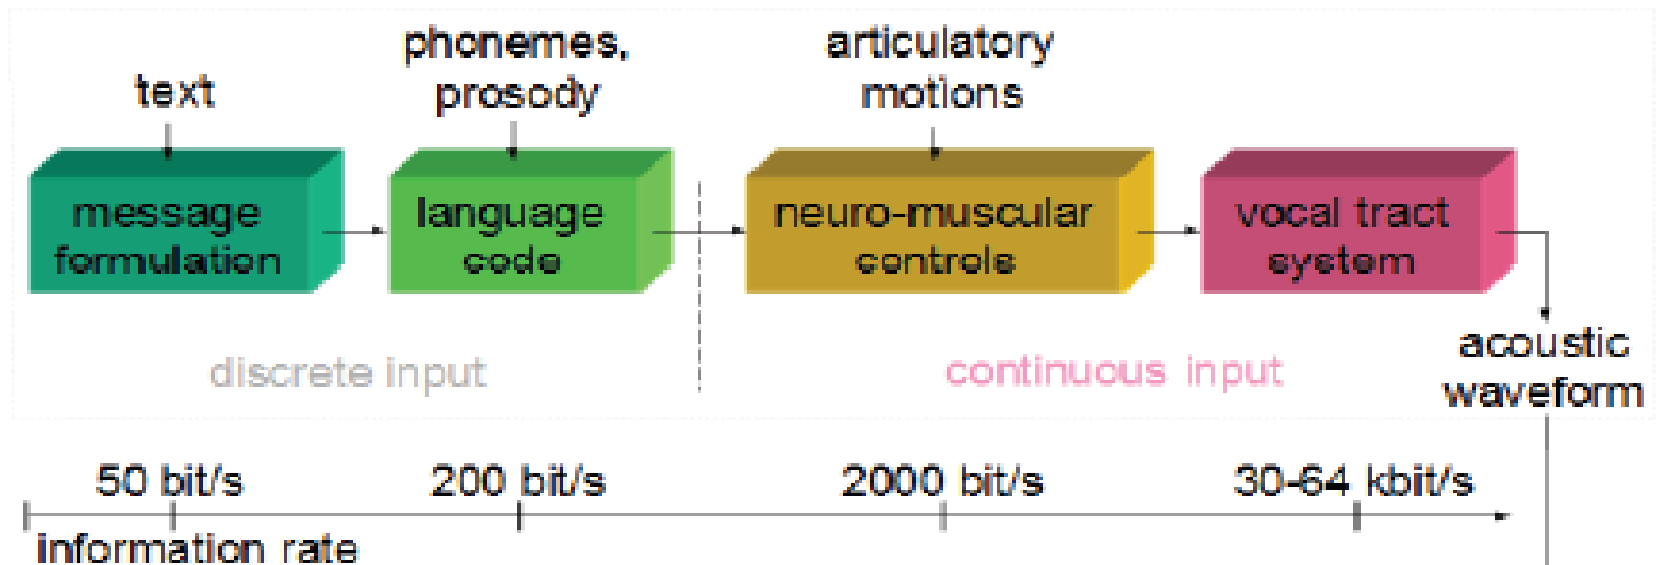 text
phonemes,
prosody
articulatory
motions
message
formulation
language
code
neuro-muscular
controls
vocal tract
system
discrete input
continuous input
acoustic
waveform
50 bit/s
200 bit/s
2000 bit/s
30-64 kbit/s
information rate